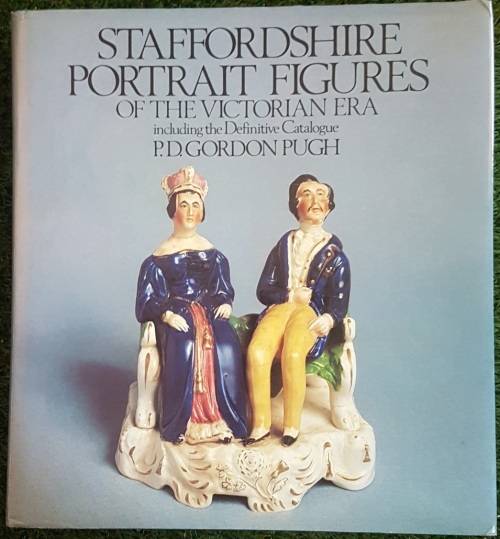 STAFFORDSHIRE
PORTRAIT FIGURES
OF THE VICTORIAN ERA
including the Definitive Catalogue
P.D. GORDON PUGH